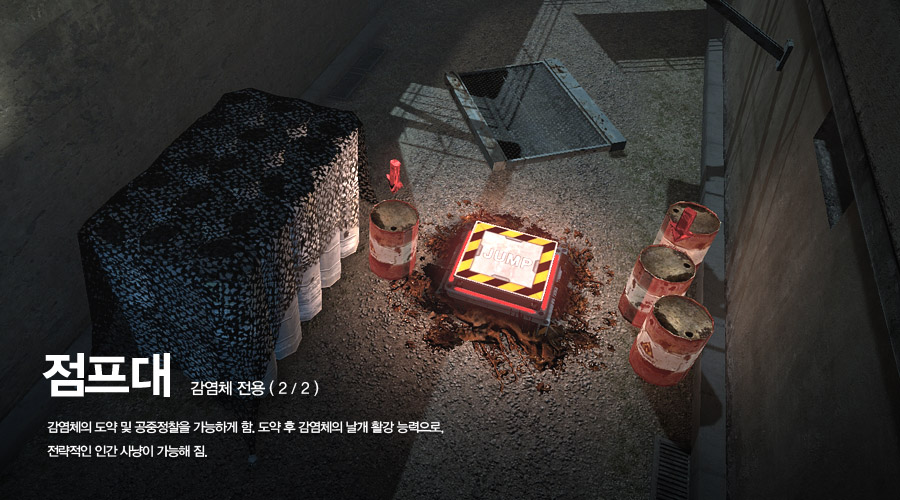 JUMP
점프대 감염체 전용 ( 2 / 2 )
감염체의 도약 및 공중정찰을 가능하게 함. 도약 후 감염체의 날개 활강 능력으로,
전략적인 인간 사냥이 가능해 짐.